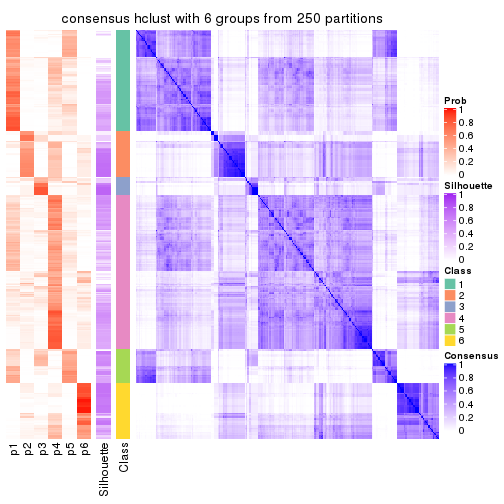 consensus hclust with 6 groups from 250 partitions
Prob
1
0.8
0.6
0.4
0.2
0
Silhouette
1
0.8
0.6
0.4
0.2
0
Class
1
2
3
4
5
6
Consensus
1
0.8
0.6
0.4
0.2
0
p1
p2
p3
p4
p5
p6
Silhouette
Class